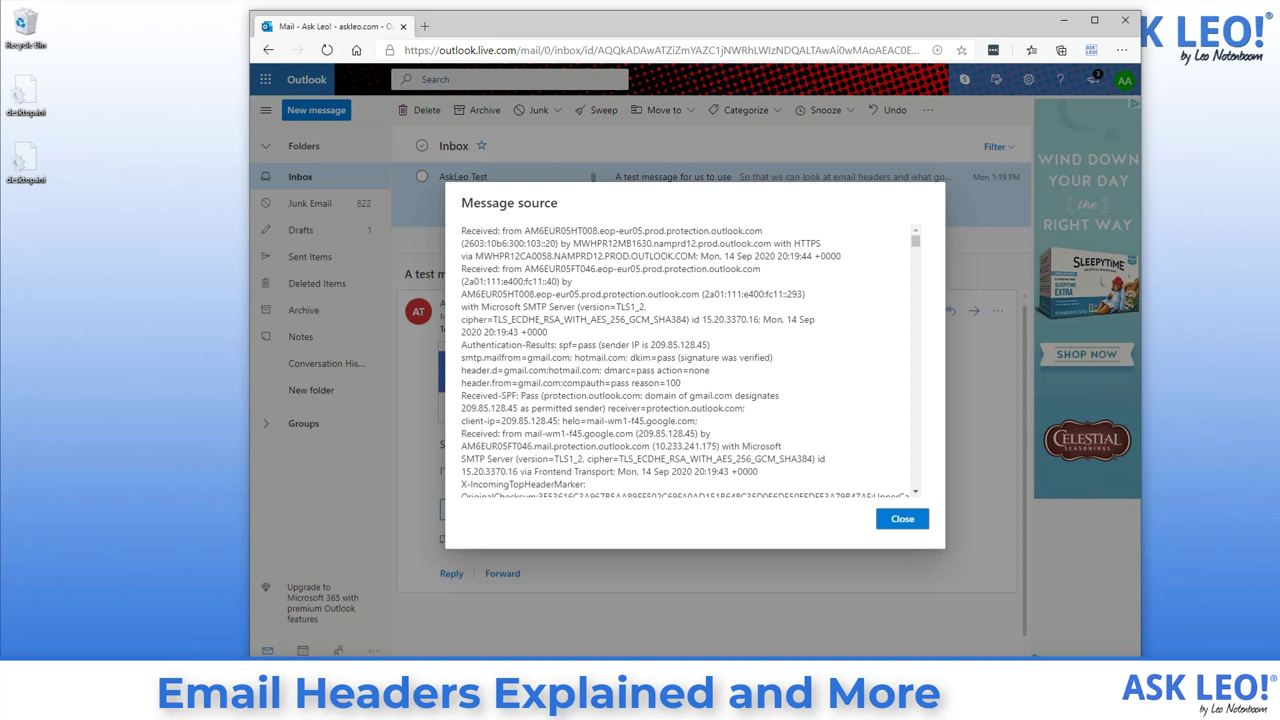 Recycle Bin
desktop.ini
desktop.ini
Mail - Ask Leo! - askleo.com - O
https://outlook.live.com/mail/0/inbox/id/AQQkADAwATZiZmYAZC1jNWRhLWIzNDQALTAwAi0wMAoAEAC0E...
ASK LEO!®
by Leo Notenboom
Outlook
Search
3
AA
New message
Delete
Archive
Junk
Sweep
Move to
Categorize
Snooze
Undo
Folders
Inbox
Filter
Inbox
AskLeo Test
A test message for us to use
So that we can look at email headers and what go...
Mon 1:19 PM
Junk Email 822
Drafts 1
Sent Items
Deleted Items
Archive
Notes
Conversation His...
New folder
Groups
Upgrade to
Microsoft 365 with
premium Outlook
features
A test m
AT
Message source
Received: from AM6EUR05HT008.eop-eur05.prod.protection.outlook.com
(2603:10b6:300:103::20) by MWHPR12MB1630.namprd12.prod.outlook.com with HTTPS
via MWHPR12CA0058.NAMPRD12.PROD.OUTLOOK.COM; Mon, 14 Sep 2020 20:19:44 +0000
Received: from AM6EUR05FT046.eop-eur05.prod.protection.outlook.com
(2a01:111:e400:fc11::40) by
AM6EUR05HT008.eop-eur05.prod.protection.outlook.com (2a01:111:e400:fc11::293)
with Microsoft SMTP Server (version=TLS1_2,
cipher=TLS_ECDHE_RSA_WITH_AES_256_GCM_SHA384) id 15.20.3370.16; Mon, 14 Sep
2020 20:19:43 +0000
Authentication-Results: spf=pass (sender IP is 209.85.128.45)
smtp.mailfrom=gmail.com; hotmail.com; dkim=pass (signature was verified)
header.d=gmail.com;hotmail.com; dmarc=pass action=none
header.from=gmail.com;compauth=pass reason=100
Received-SPF: Pass (protection.outlook.com: domain of gmail.com designates
209.85.128.45 as permitted sender) receiver=protection.outlook.com;
client-ip=209.85.128.45; helo=mail-wm1-f45.google.com;
Received: from mail-wm1-f45.google.com (209.85.128.45) by
AM6EUR05FT046.mail.protection.outlook.com (10.233.241.175) with Microsoft
SMTP Server (version=TLS1_2, cipher=TLS_ECDHE_RSA_WITH_AES_256_GCM_SHA384) id
15.20.3370.16 via Frontend Transport; Mon, 14 Sep 2020 20:19:43 +0000
X-IncomingTopHeaderMarker:
Close
Reply
Forward
WIND DOWN
YOUR DAY
the
RIGHT WAY
SLEEPYTIME
EXTRA
SHOP NOW
CELESTIAL
SEASONINGS
Email Headers Explained and More
ASK LEO!®
by Leo Notenboom